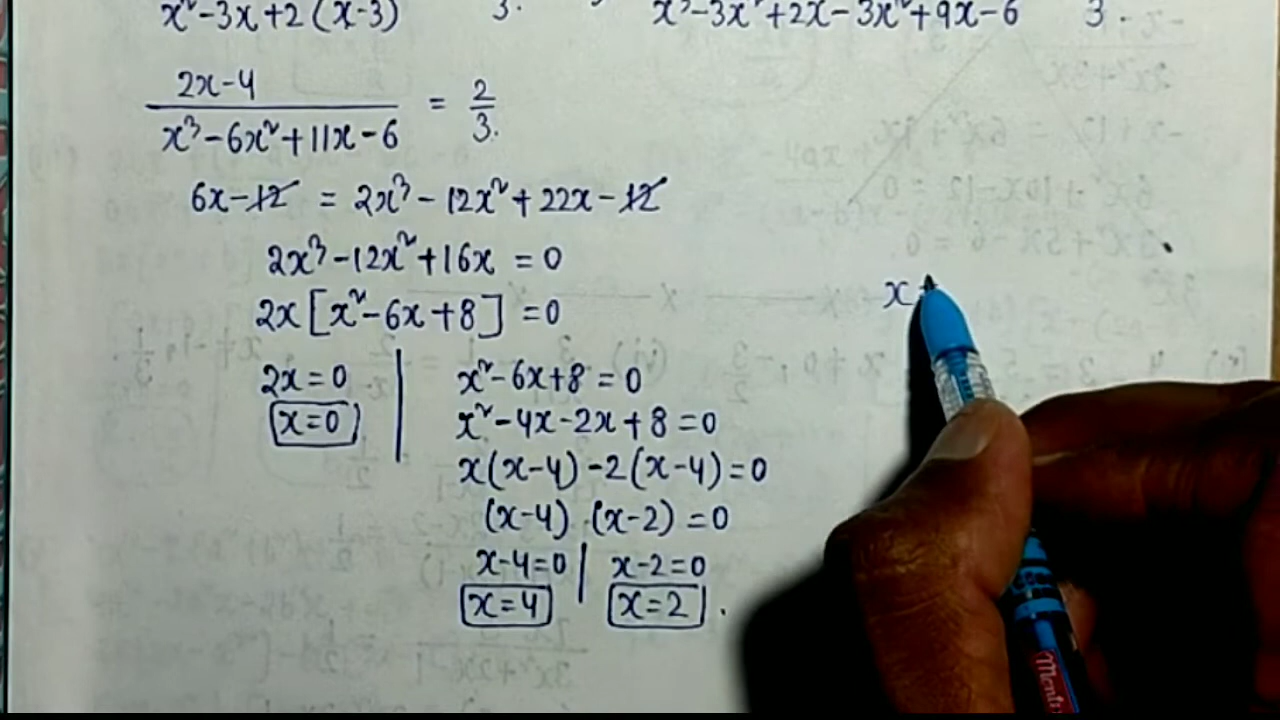 x²-3x+2 (x-3) 3. x³-3x²+2x-3x²+9x-6 3.
2x-4 / x³-6x²+11x-6 = 2/3.
6x-12 = 2x³-12x²+22x-12
2x³-12x²+16x = 0
2x[x²-6x+8] = 0
2x=0
x=0
x²-6x+8=0
x²-4x-2x+8=0
x(x-4)-2(x-4)=0
(x-4) (x-2)=0
x-4=0 | x-2=0
x=4 x=2.
x